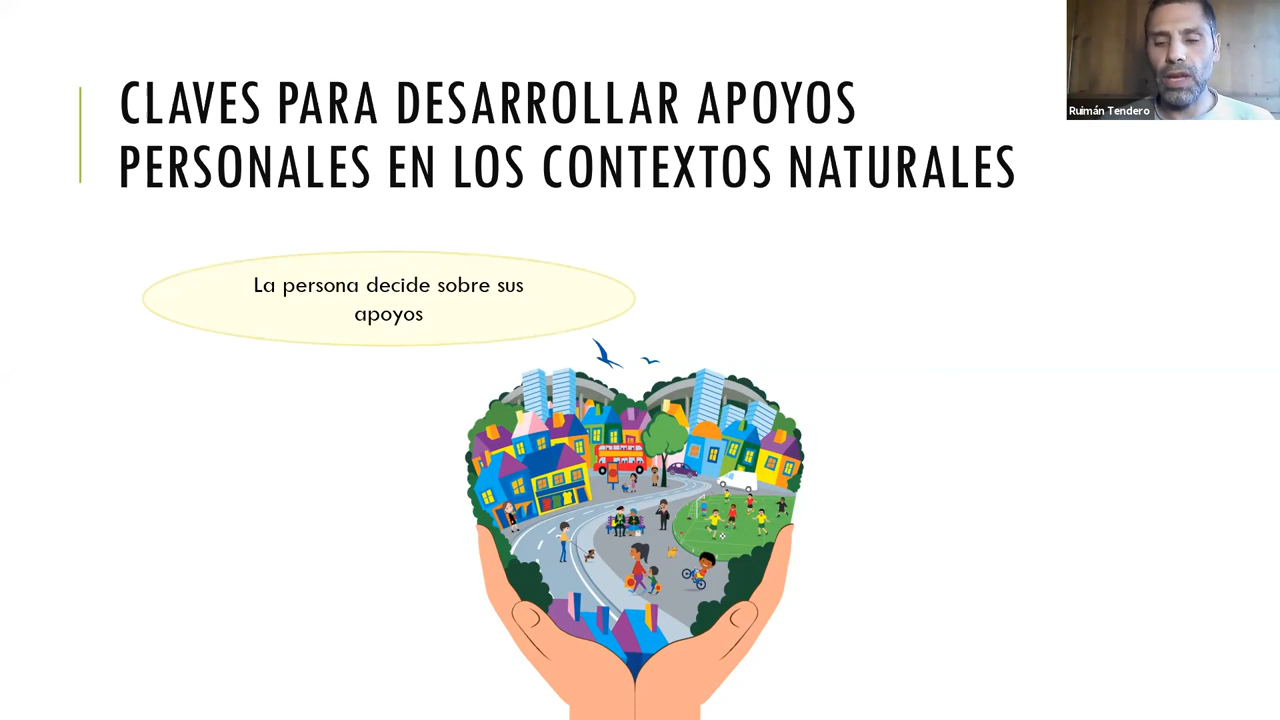 CLAVES PARA DESARROLLAR APOYOS
PERSONALES EN LOS CONTEXTOS NATURALES
Ruimán Tendero
La persona decide sobre sus
apoyos